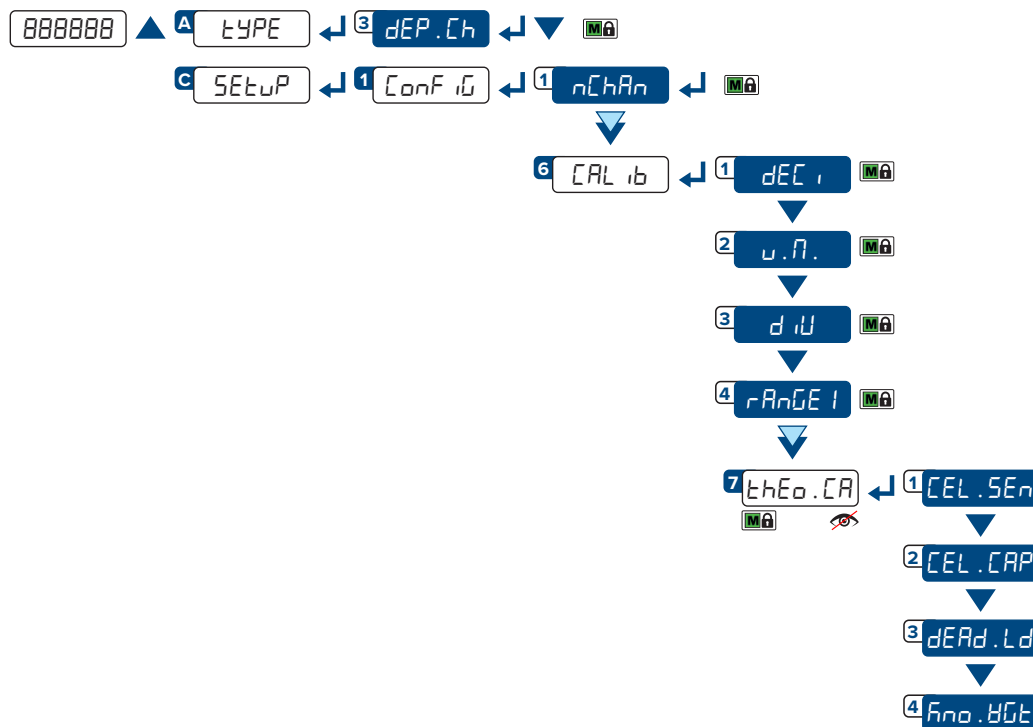 888888 A tYPE 3 dEP.Ch M
C SEtuP 1 ConFiG 1 nChAn M
6 CALib 1 dECi M
2 u.M. M
3 diU M
4 rAnGE1 M
7 thEo.CA 1 CEL.SEn
M
2 CEL.CAP
3 dEAd.Ld
4 kno.WGt